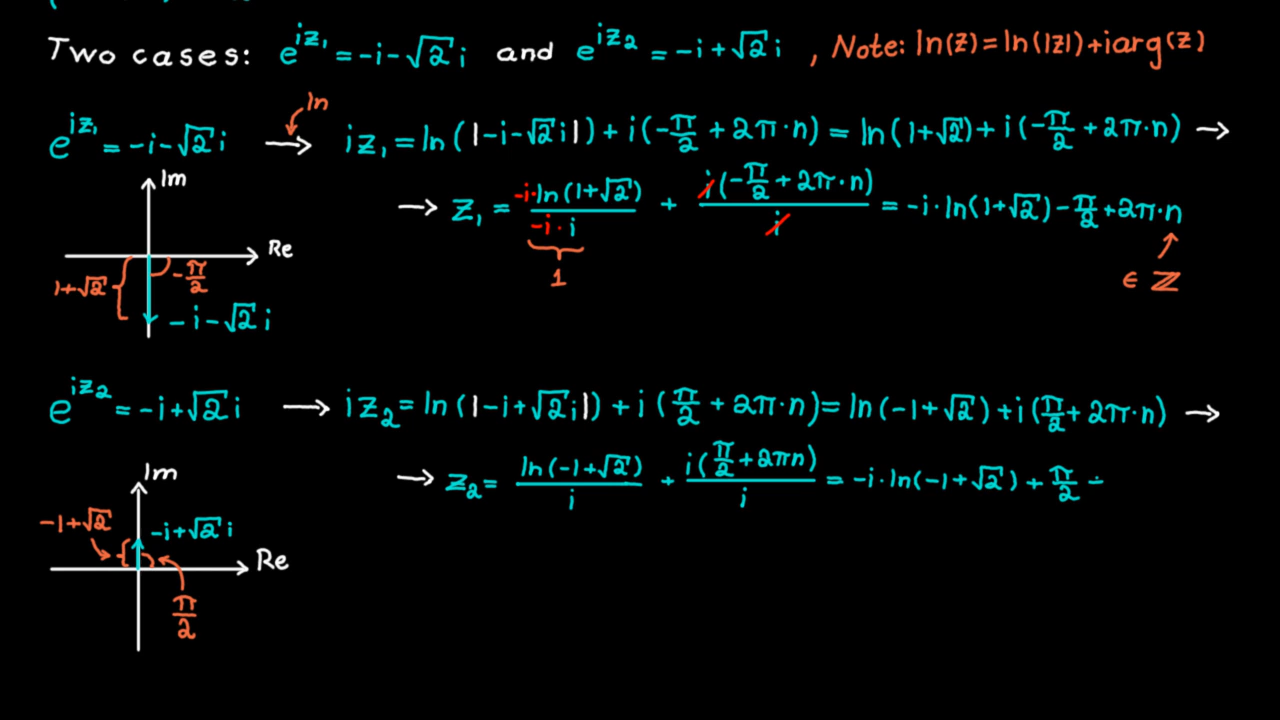 Two cases: e^{iz₁} = -i-√2 i and e^{iz₂} = -i+√2 i , Note: ln(z) = ln(|z|)+i arg(z)
ln
e^{iz₁} = -i-√2 i → iz₁ = ln(|-i-√2 i|) + i(-π/2 + 2π·n) = ln(1+√2) + i(-π/2 + 2π·n) →
→ z₁ = -i·ln(1+√2)/(-i·i) + i(-π/2 + 2π·n)/i = -i·ln(1+√2) - π/2 + 2π·n
1
∈ ℤ
Im
Re
1+√2
-π/2
-i-√2 i
e^{iz₂} = -i+√2 i → iz₂ = ln(|-i+√2 i|) + i(π/2 + 2π·n) = ln(-1+√2) + i(π/2 + 2π·n) →
→ z₂ = ln(-1+√2)/i + i(π/2 + 2πn)/i = -i·ln(-1+√2) + π/2 -
Im
-1+√2
-i+√2 i
Re
π/2